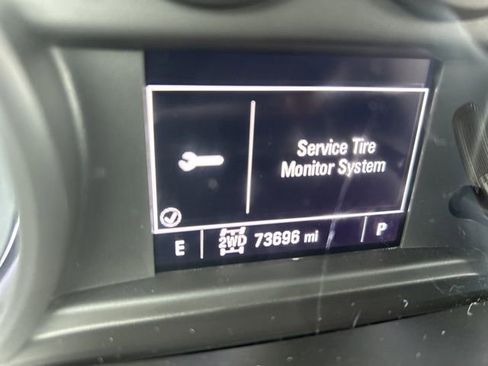 Service Tire
Monitor System
E 2WD 73696 mi P